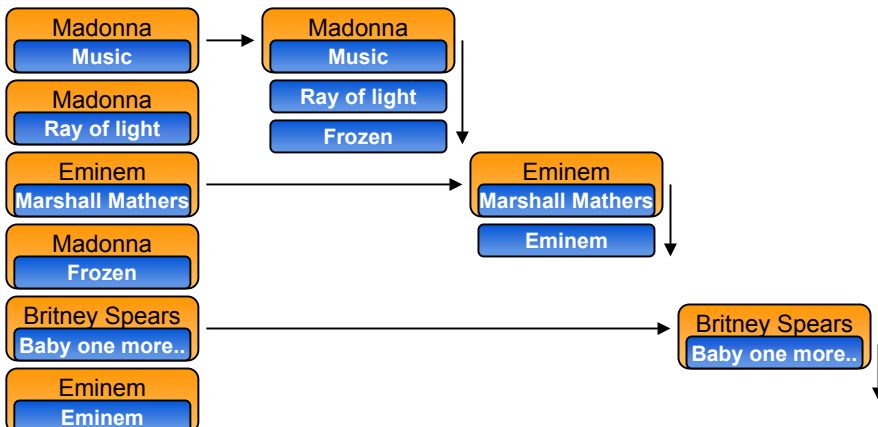 Madonna
Music
Madonna
Ray of light
Eminem
Marshall Mathers
Madonna
Frozen
Britney Spears
Baby one more..
Eminem
Eminem
Madonna
Music
Ray of light
Frozen
Eminem
Marshall Mathers
Eminem
Britney Spears
Baby one more..